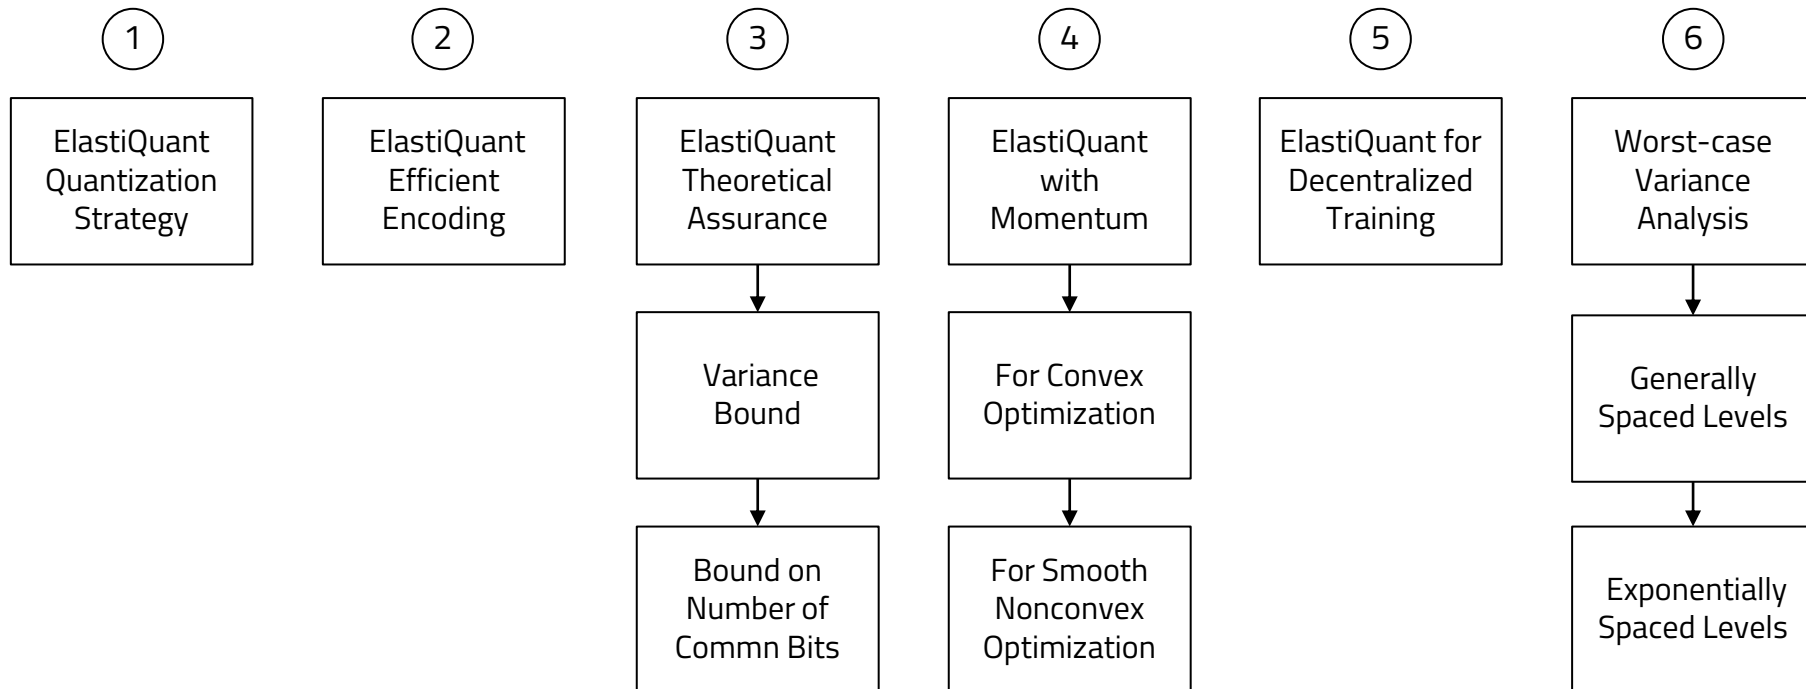 1
2
3
4
5
6
ElastiQuant
Quantization
Strategy
ElastiQuant
Efficient
Encoding
ElastiQuant
Theoretical
Assurance
ElastiQuant
with
Momentum
ElastiQuant for
Decentralized
Training
Worst-case
Variance
Analysis
Variance
Bound
For Convex
Optimization
Generally
Spaced Levels
Bound on
Number of
Commn Bits
For Smooth
Nonconvex
Optimization
Exponentially
Spaced Levels